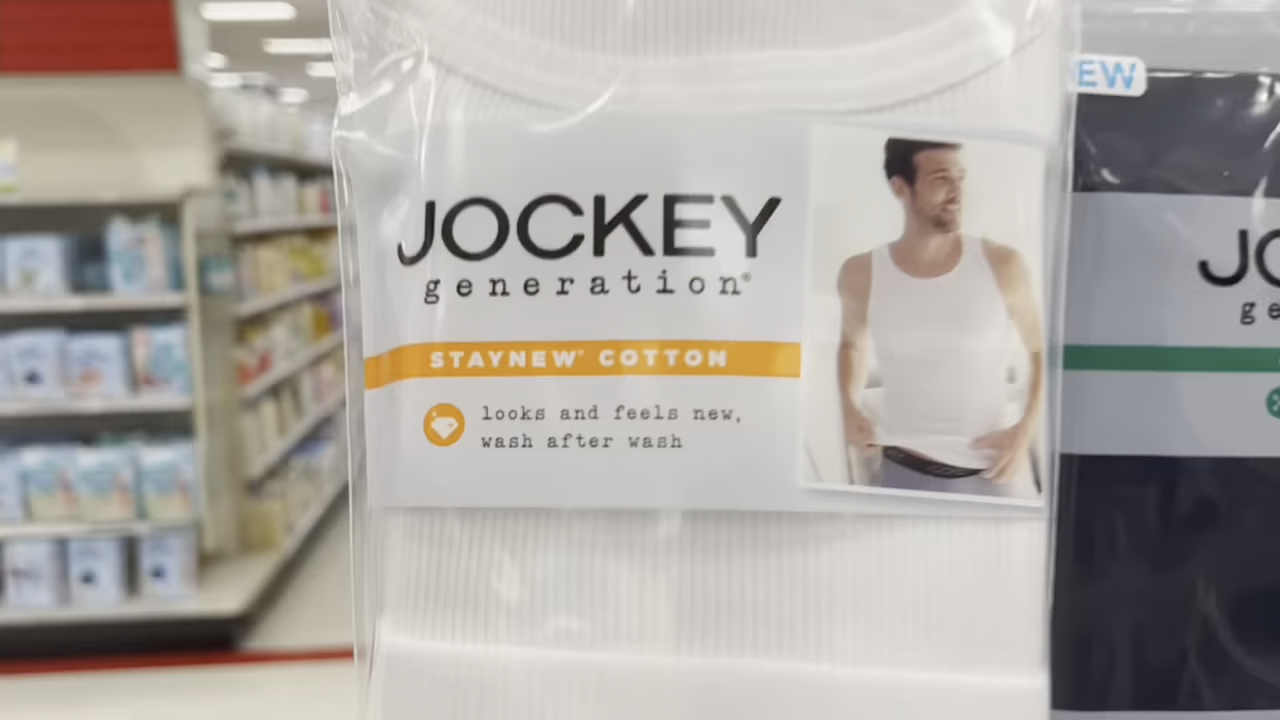 JOCKEY
generation®
STAYNEW® COTTON
looks and feels new,
wash after wash
EW
JO
ge